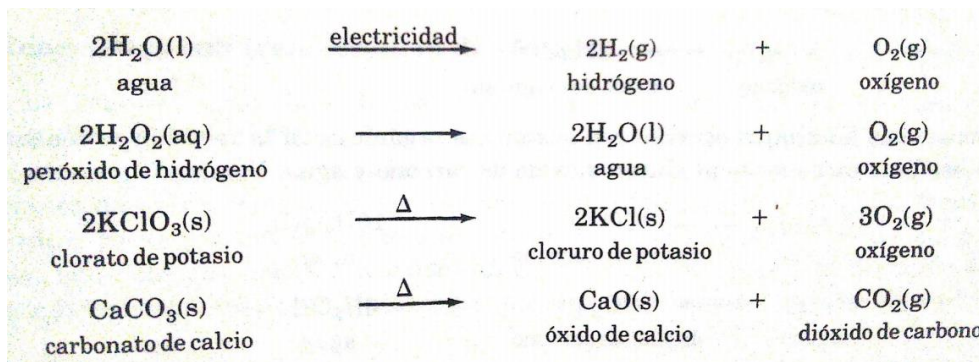 2H₂O(l) electricidad 2H₂(g) + O₂(g)
agua hidrógeno oxígeno
2H₂O₂(aq) 2H₂O(l) + O₂(g)
peróxido de hidrógeno agua oxígeno
2KClO₃(s) Δ 2KCl(s) + 3O₂(g)
clorato de potasio cloruro de potasio oxígeno
CaCO₃(s) Δ CaO(s) + CO₂(g)
carbonato de calcio óxido de calcio dióxido de carbono